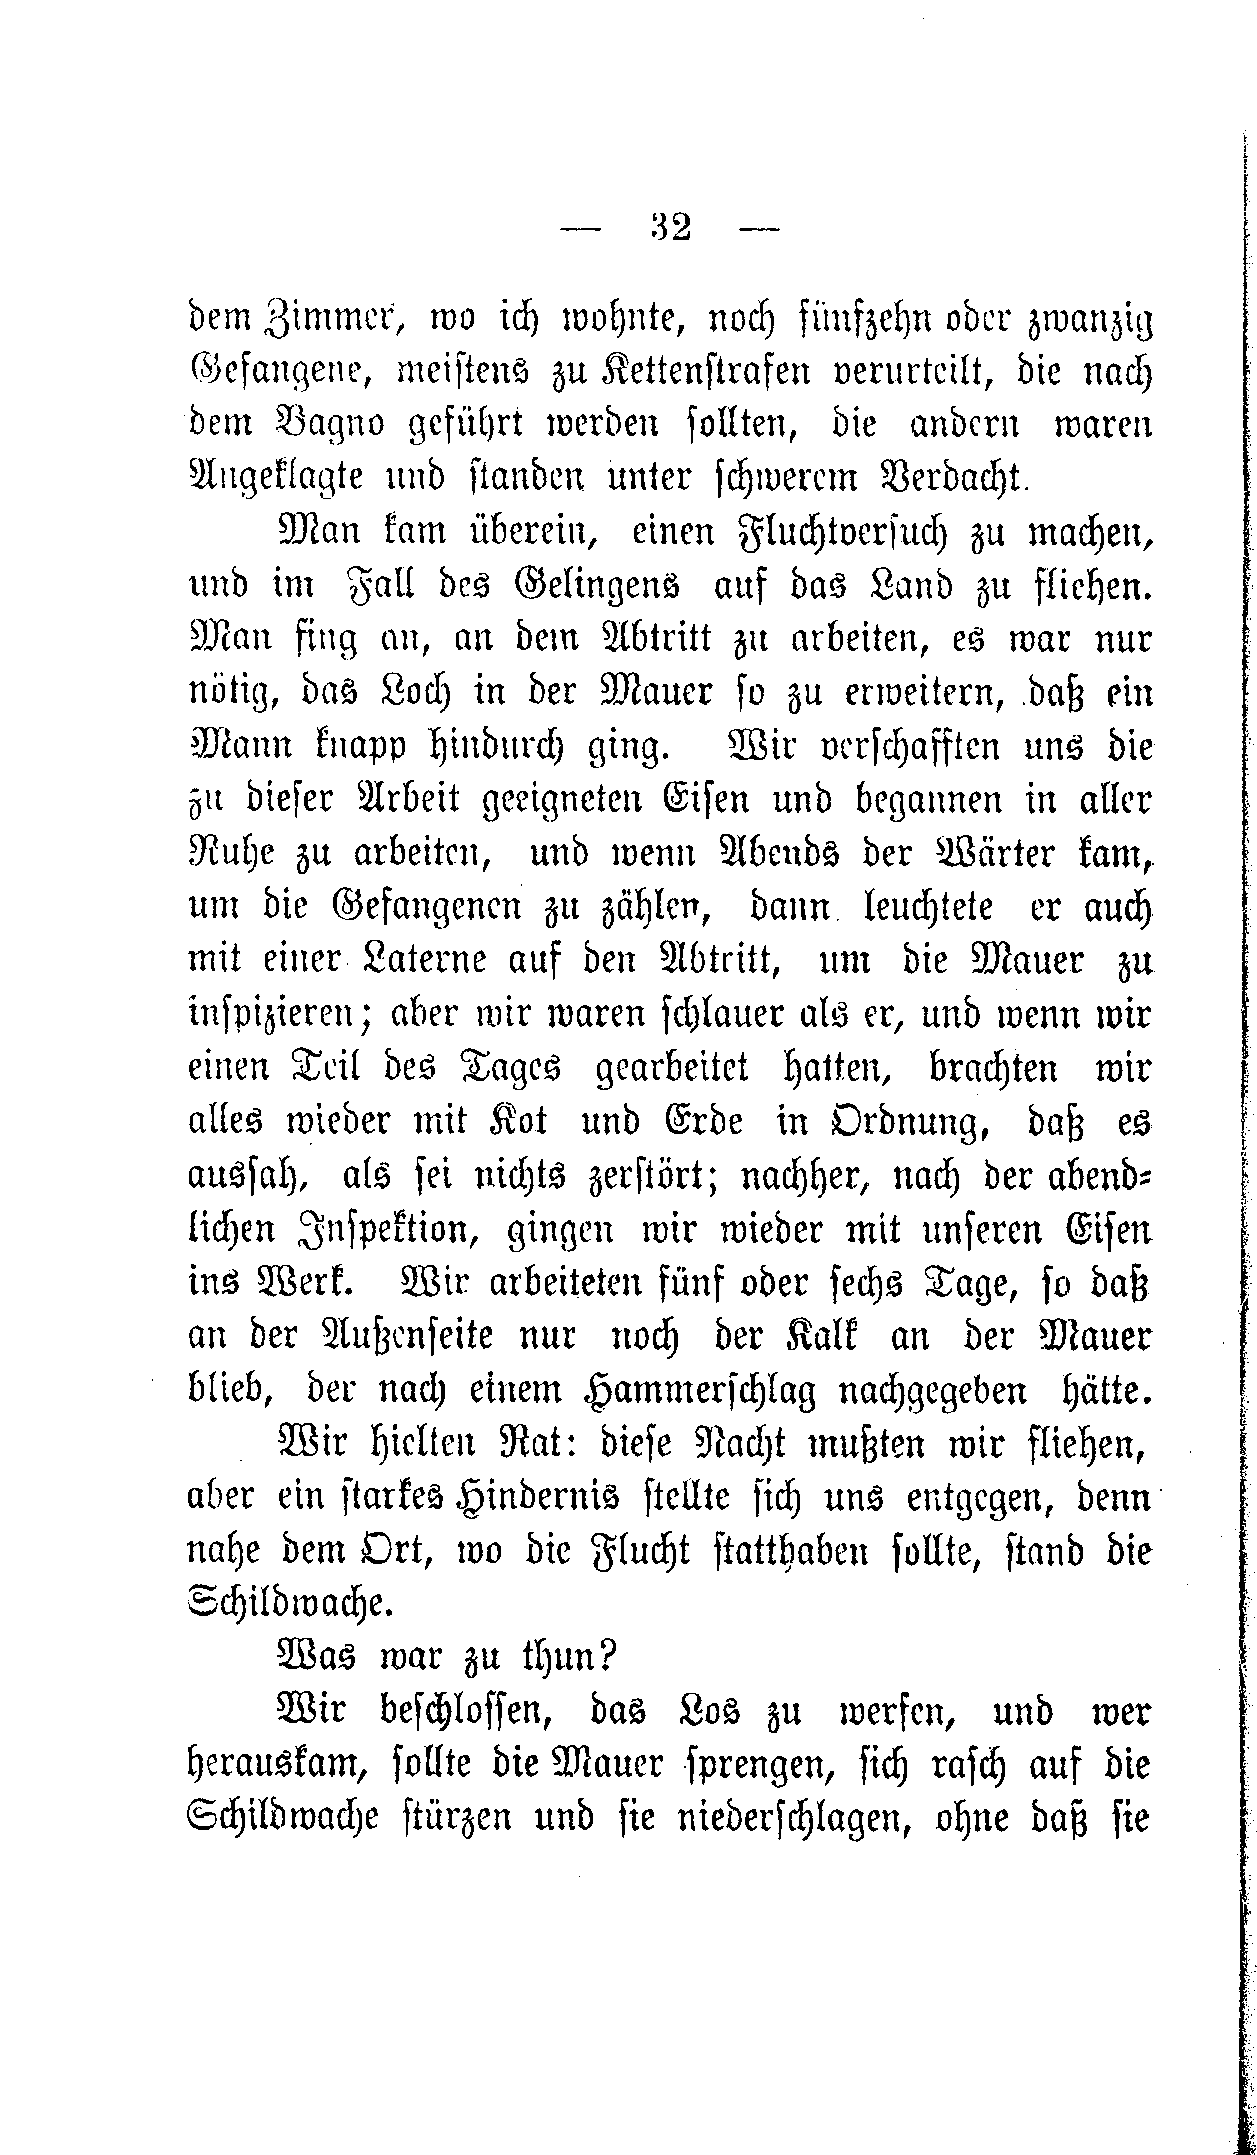 — 32 —
dem Zimmer, wo ich wohnte, noch fünfzehn oder zwanzig
Gefangene, meistens zu Kettenstrafen verurteilt, die nach
dem Bagno geführt werden sollten, die andern waren
Angeklagte und standen unter schwerem Verdacht.
Man kam überein, einen Fluchtversuch zu machen,
und im Fall des Gelingens auf das Land zu fliehen.
Man fing an, an dem Abtritt zu arbeiten, es war nur
nötig, das Loch in der Mauer so zu erweitern, daß ein
Mann knapp hindurch ging. Wir verschafften uns die
zu dieser Arbeit geeigneten Eisen und begannen in aller
Ruhe zu arbeiten, und wenn Abends der Wärter kam,
um die Gefangenen zu zählen, dann leuchtete er auch
mit einer Laterne auf den Abtritt, um die Mauer zu
inspizieren; aber wir waren schlauer als er, und wenn wir
einen Teil des Tages gearbeitet hatten, brachten wir
alles wieder mit Kot und Erde in Ordnung, daß es
aussah, als sei nichts zerstört; nachher, nach der abend-
lichen Inspektion, gingen wir wieder mit unseren Eisen
ins Werk. Wir arbeiteten fünf oder sechs Tage, so daß
an der Außenseite nur noch der Kalk an der Mauer
blieb, der nach einem Hammerschlag nachgegeben hätte.
Wir hielten Rat: diese Nacht mußten wir fliehen,
aber ein starkes Hindernis stellte sich uns entgegen, denn
nahe dem Ort, wo die Flucht statthaben sollte, stand die
Schildwache.
Was war zu thun?
Wir beschlossen, das Los zu werfen, und wer
herauskam, sollte die Mauer sprengen, sich rasch auf die
Schildwache stürzen und sie niederschlagen, ohne daß sie